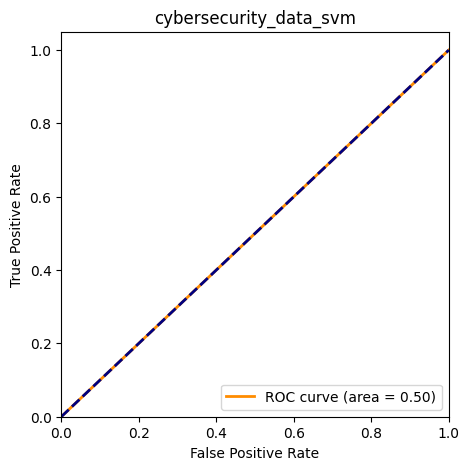 cybersecurity_data_svm
True Positive Rate
1.0
0.8
0.6
0.4
0.2
0.0
ROC curve (area = 0.50)
0.0 0.2 0.4 0.6 0.8 1.0
False Positive Rate